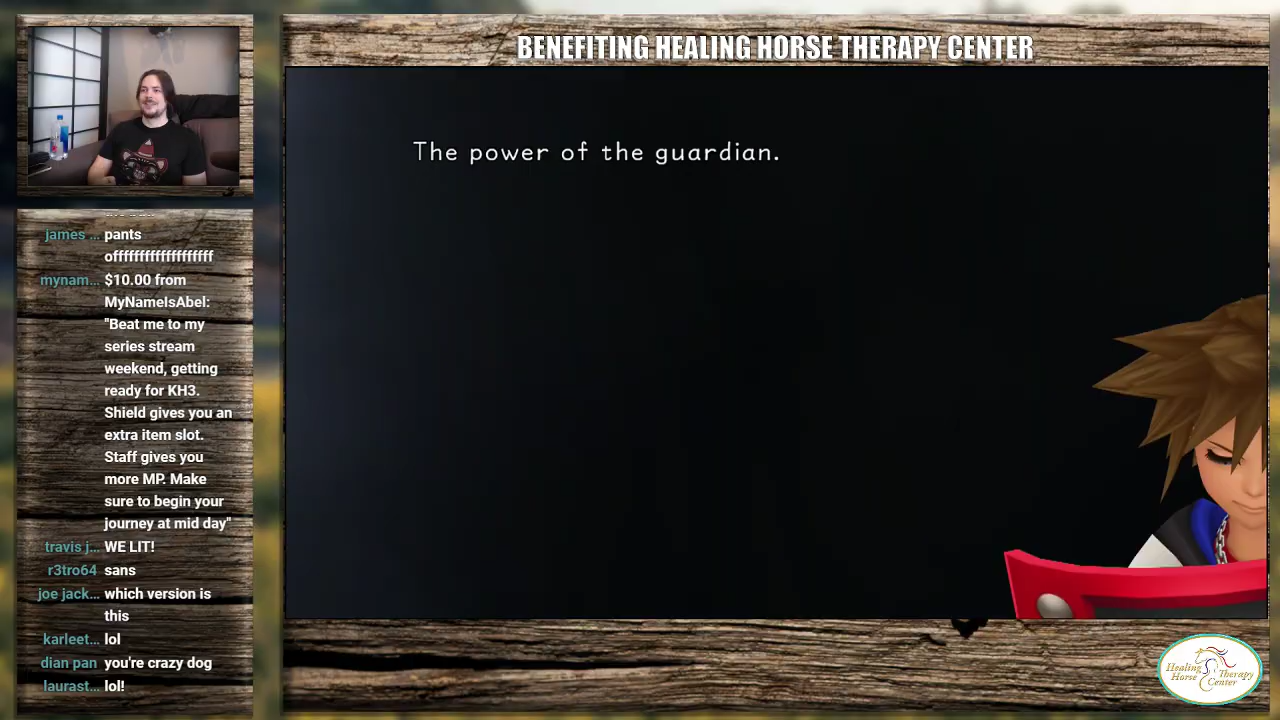 BENEFITING HEALING HORSE THERAPY CENTER
The power of the guardian.
james ... pants
offffffffffffffffffff
mynam... $10.00 from
MyNameIsAbel:
"Beat me to my
series stream
weekend, getting
ready for KH3.
Shield gives you an
extra item slot.
Staff gives you
more MP. Make
sure to begin your
journey at mid day"
travis j... WE LIT!
r3tro64 sans
joe jack... which version is
this
karleet... lol
dian pan you're crazy dog
laurast... lol!
Healing
Horse Therapy
Center